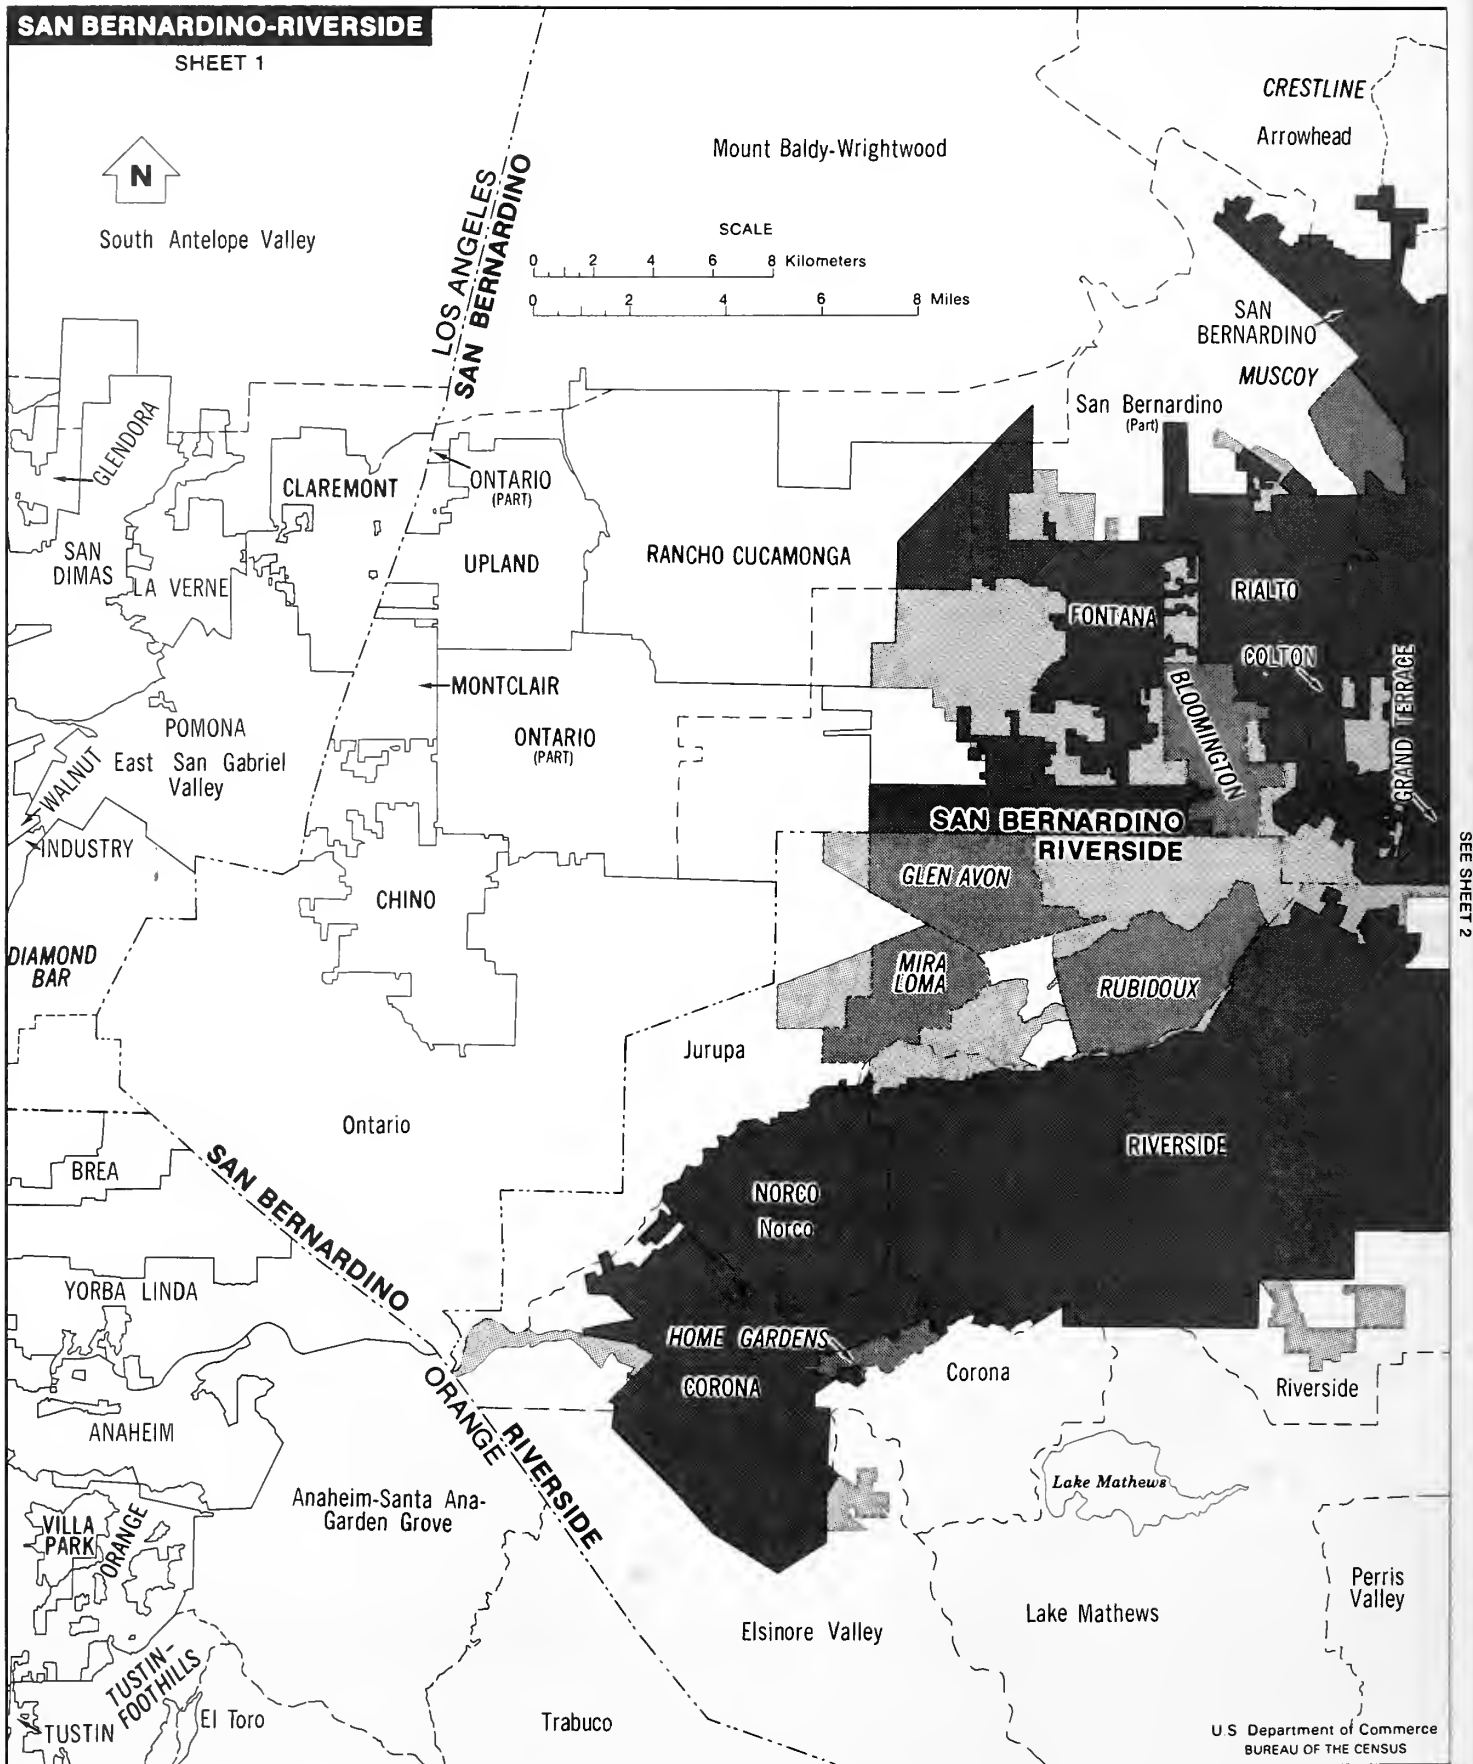 SAN BERNARDINO-RIVERSIDE
SHEET 1
N
South Antelope Valley
LOS ANGELES
SAN BERNARDINO
Mount Baldy-Wrightwood
CRESTLINE
Arrowhead
SCALE
0 2 4 6 8 Kilometers
0 2 4 6 8 Miles
SAN
BERNARDINO
MUSCOY
San Bernardino
(Part)
GLENDORA
CLAREMONT
ONTARIO
(PART)
SAN
DIMAS
LA VERNE
UPLAND
RANCHO CUCAMONGA
FONTANA
RIALTO
COLTON
GRAND TERRACE
BLOOMINGTON
MONTCLAIR
POMONA
East San Gabriel
Valley
WALNUT
INDUSTRY
ONTARIO
(PART)
SAN BERNARDINO
RIVERSIDE
SEE SHEET 2
GLEN AVON
CHINO
DIAMOND
BAR
MIRA
LOMA
RUBIDOUX
Jurupa
Ontario
BREA
SAN BERNARDINO
RIVERSIDE
NORCO
Norco
YORBA LINDA
HOME GARDENS
CORONA
Corona
Riverside
ORANGE
RIVERSIDE
ANAHEIM
Lake Mathews
Anaheim-Santa Ana-
Garden Grove
VILLA
PARK
ORANGE
Perris
Valley
Lake Mathews
Elsinore Valley
TUSTIN-
FOOTHILLS
TUSTIN
El Toro
Trabuco
U.S Department of Commerce
BUREAU OF THE CENSUS